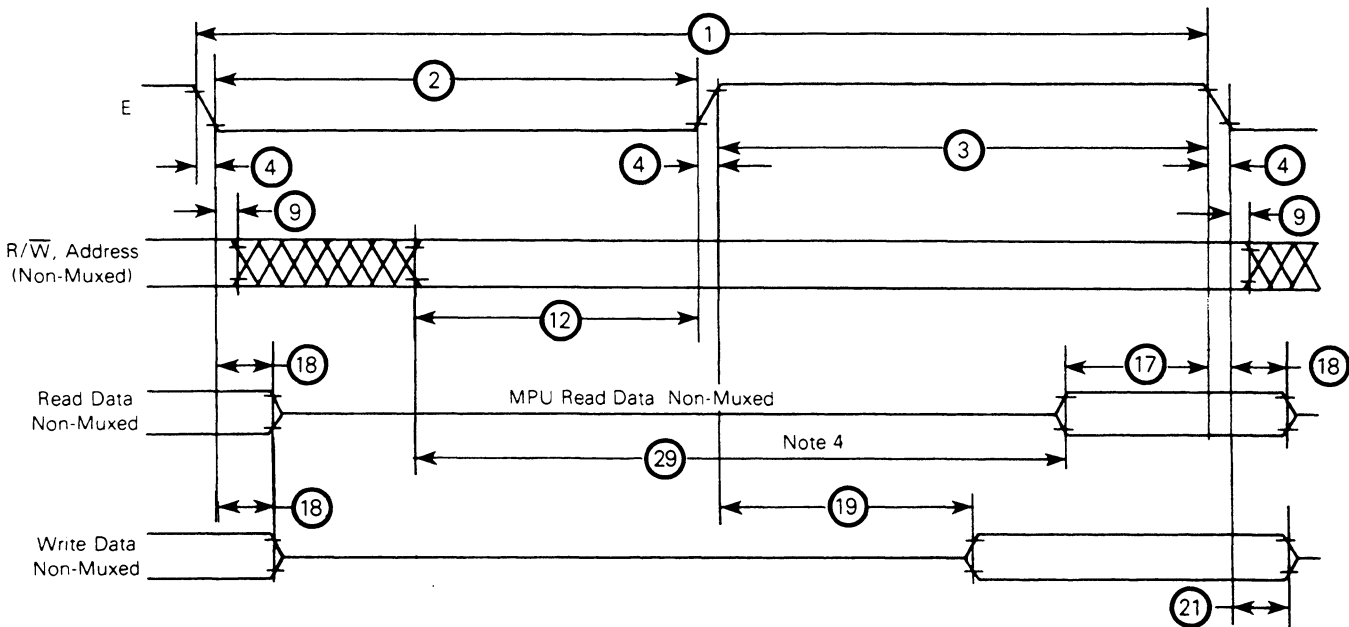 1
2
E
3
4
4
4
9
9
R/W̅, Address
(Non-Muxed)
12
18
17
18
Read Data
Non-Muxed
MPU Read Data Non-Muxed
Note 4
29
18
19
Write Data
Non-Muxed
21